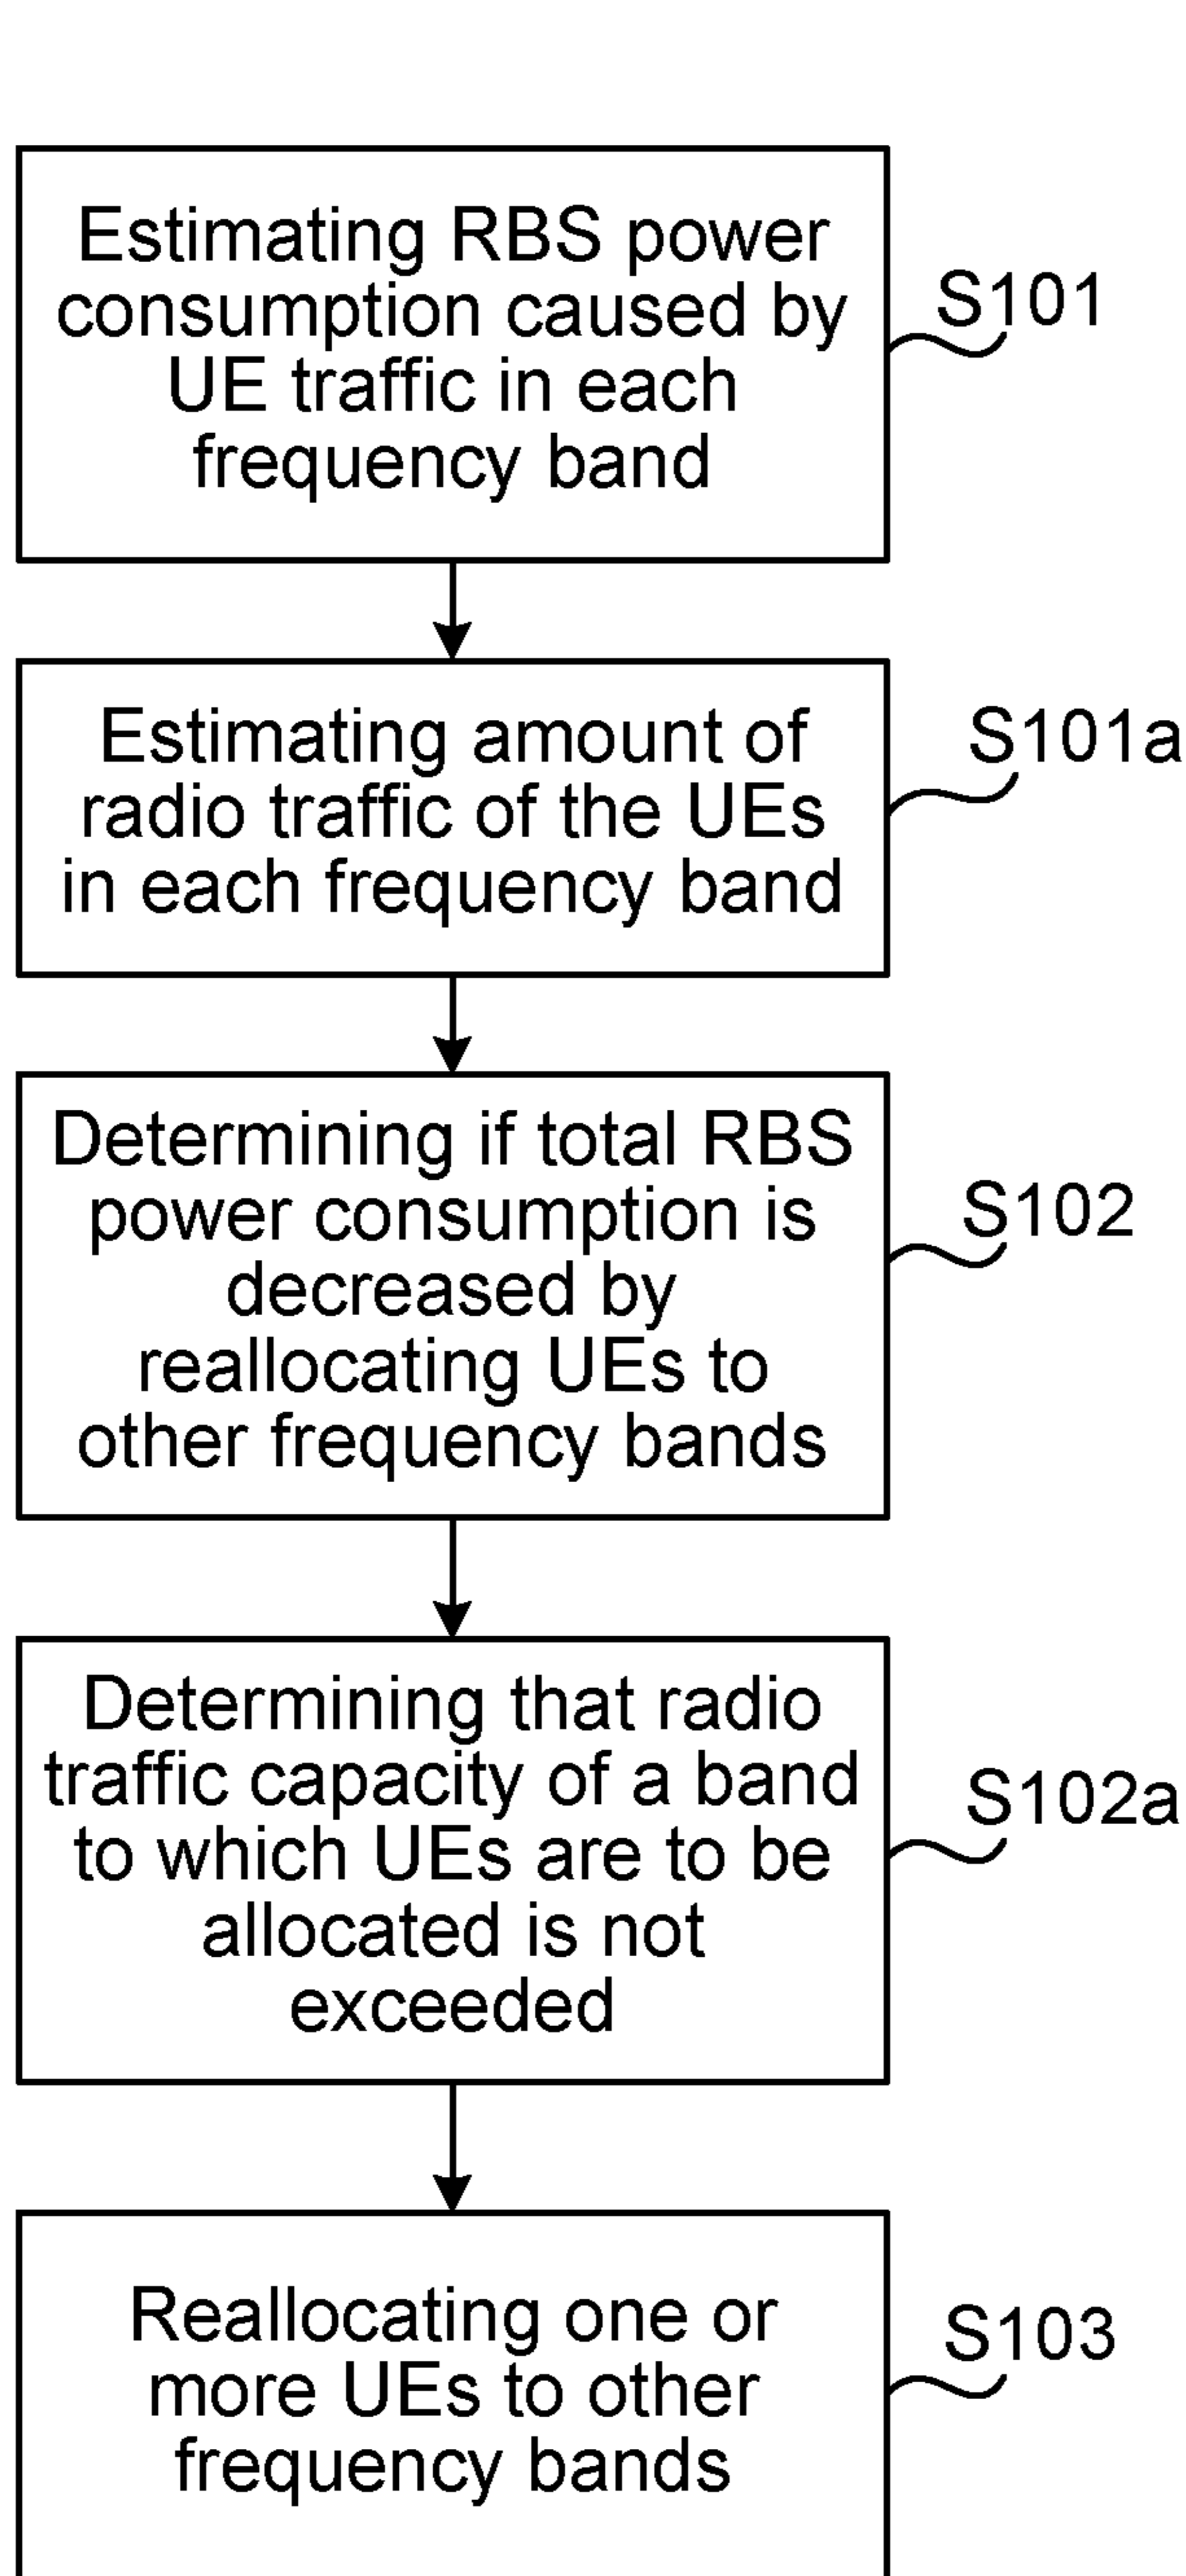 Estimating RBS power
consumption caused by
UE traffic in each
frequency band
S101
Estimating amount of
radio traffic of the UEs
in each frequency band
S101a
Determining if total RBS
power consumption is
decreased by
reallocating UEs to
other frequency bands
S102
Determining that radio
traffic capacity of a band
to which UEs are to be
allocated is not
exceeded
S102a
Reallocating one or
more UEs to other
frequency bands
S103